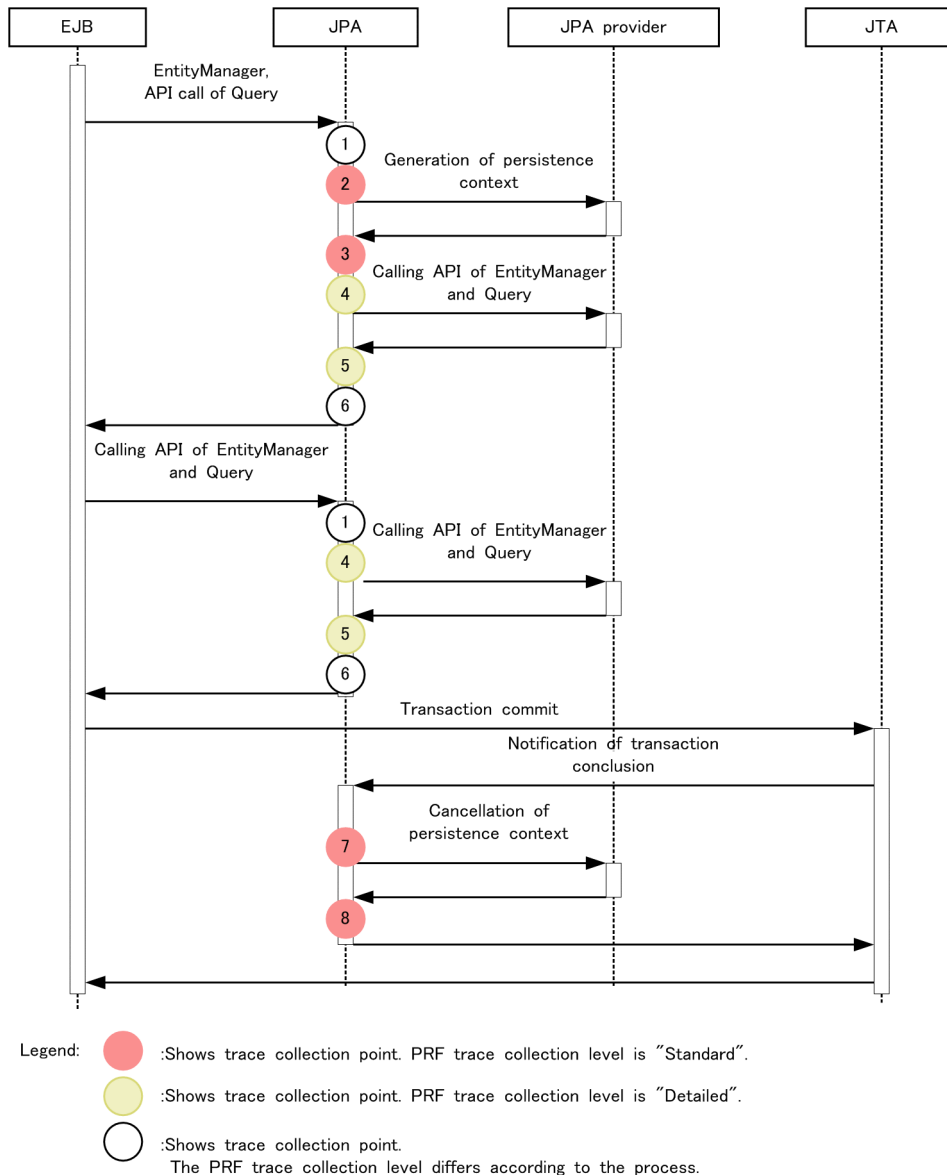 EJB
JPA
JPA provider
JTA
EntityManager,
API call of Query
1
Generation of persistence
context
2
3
Calling API of EntityManager
and Query
4
5
6
Calling API of EntityManager
and Query
1
Calling API of EntityManager
and Query
4
5
6
Transaction commit
Notification of transaction
conclusion
Cancellation of
persistence context
7
8
Legend:
:Shows trace collection point. PRF trace collection level is "Standard".
:Shows trace collection point. PRF trace collection level is "Detailed".
:Shows trace collection point.
The PRF trace collection level differs according to the process.